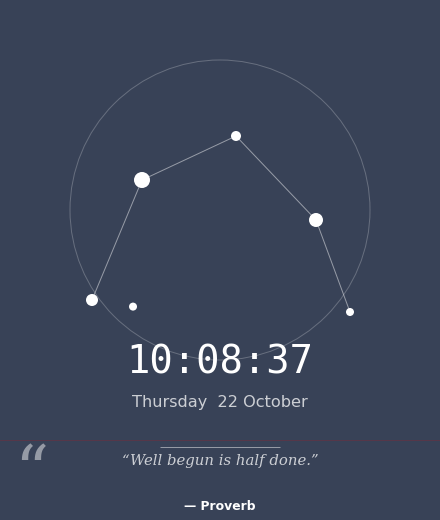 10:08:37
Thursday 22 October
“
“Well begun is half done.”
— Proverb